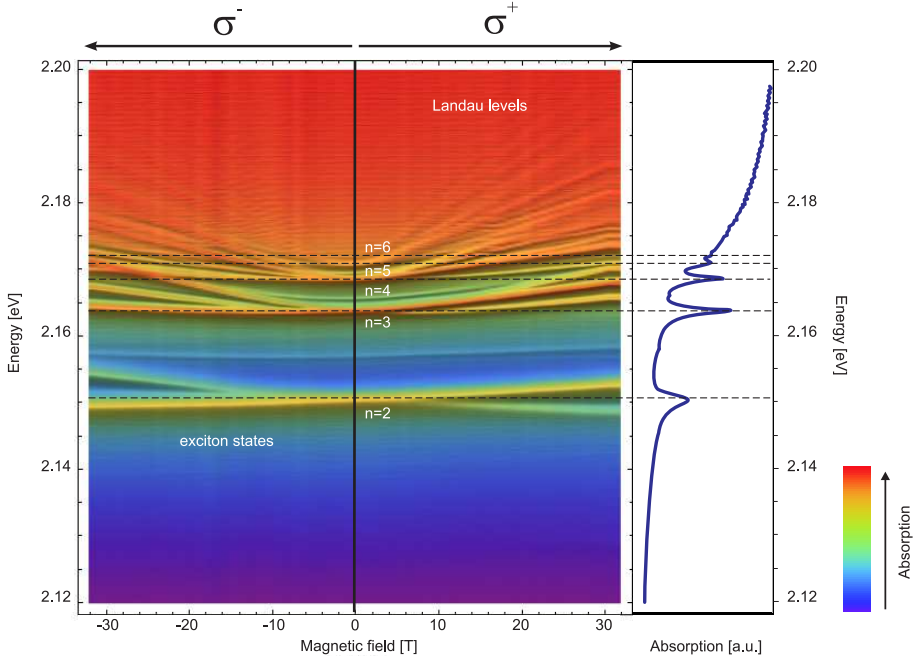 σ⁻ σ⁺
2.20 2.20
Landau levels
2.18 2.18
n=6
n=5
n=4
n=3
2.16 2.16
Energy [eV] Energy [eV]
n=2
exciton states
2.14 2.14
2.12 2.12
Absorption
-30 -20 -10 0 10 20 30
Magnetic field [T] Absorption [a.u.]